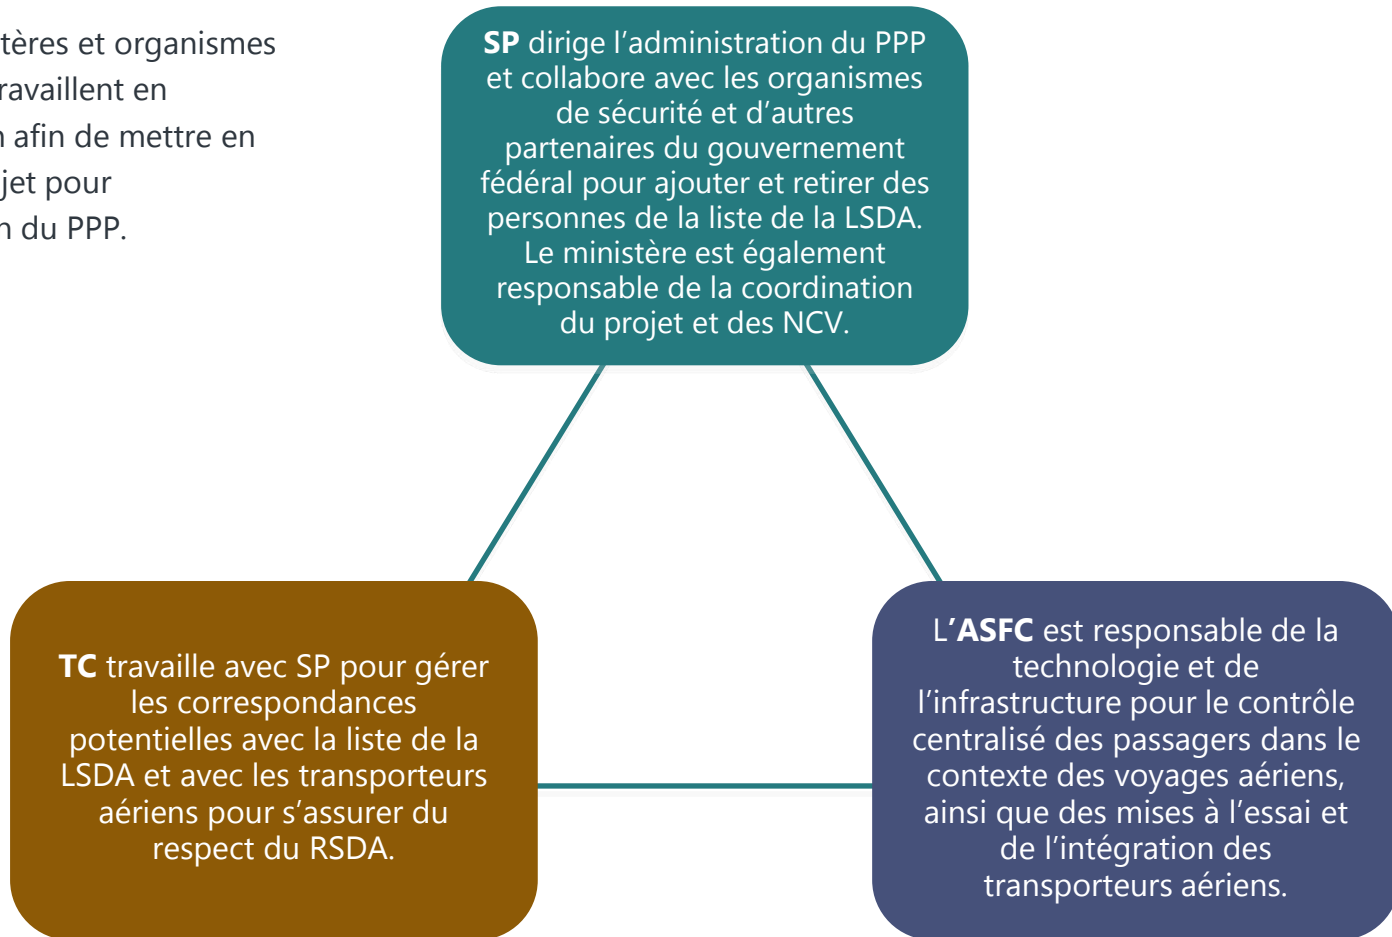 tères et organismes
ravaillent en
n afin de mettre en
jet pour
n du PPP.
SP dirige l’administration du PPP
et collabore avec les organismes
de sécurité et d’autres
partenaires du gouvernement
fédéral pour ajouter et retirer des
personnes de la liste de la LSDA.
Le ministère est également
responsable de la coordination
du projet et des NCV.
TC travaille avec SP pour gérer
les correspondances
potentielles avec la liste de la
LSDA et avec les transporteurs
aériens pour s’assurer du
respect du RSDA.
L’ASFC est responsable de la
technologie et de
l’infrastructure pour le contrôle
centralisé des passagers dans le
contexte des voyages aériens,
ainsi que des mises à l’essai et
de l’intégration des
transporteurs aériens.